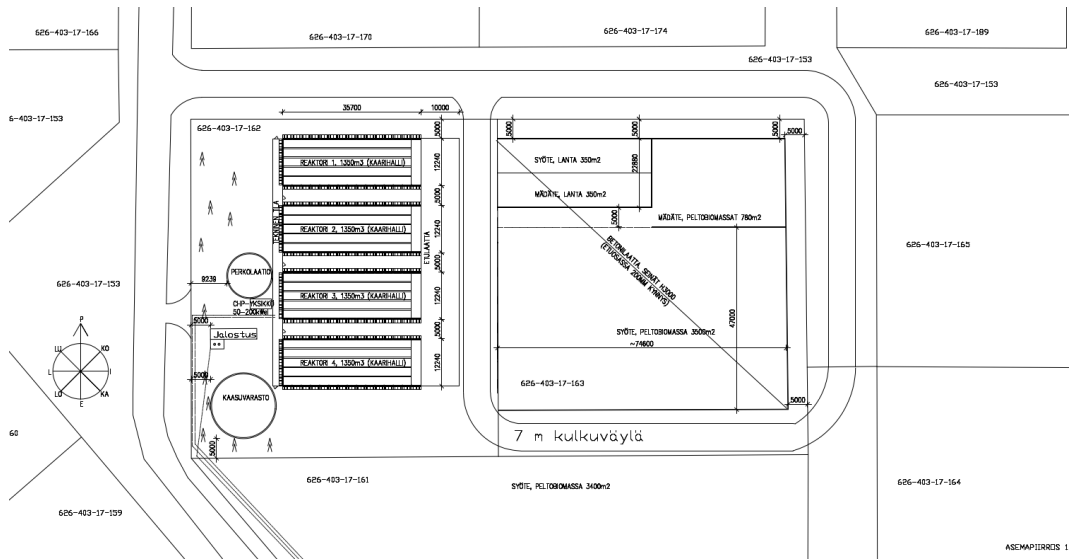 626-403-17-166
626-403-17-170
626-403-17-174
626-403-17-189
626-403-17-153
626-403-17-153
6-403-17-153
35700
10000
626-403-17-162
5000
5000
5000
5000
5000
REAKTORI 1, 1350m3 (KAARIHALLI)
12240
SYÖTE, LANTA 350m2
22880
5000
MÄDÄTE, LANTA 350m2
TEKNINEN TILA
REAKTORI 2, 1350m3 (KAARIHALLI)
12240
5000
MÄDÄTE, PELTOBIOMASSAT 780m2
ETULAATTA
626-403-17-165
5000
BETONILAATTA, SEINÄT H3000
(ETUOSASSA 200MM KYNNYS)
PERKOLAATIO
9239
626-403-17-153
REAKTORI 3, 1350m3 (KAARIHALLI)
12240
CHP-YKSIKKÖ
50-200kWel
5000
P
LU
KO
L
I
LO
KA
E
Jalostus
5000
47000
SYÖTE, PELTOBIOMASSA 3500m2
~74600
REAKTORI 4, 1350m3 (KAARIHALLI)
12240
5000
626-403-17-163
KAASUVARASTO
5000
60
5000
7 m kulkuväylä
626-403-17-161
SYÖTE, PELTOBIOMASSA 3400m2
626-403-17-164
626-403-17-159
ASEMAPIIRROS 1